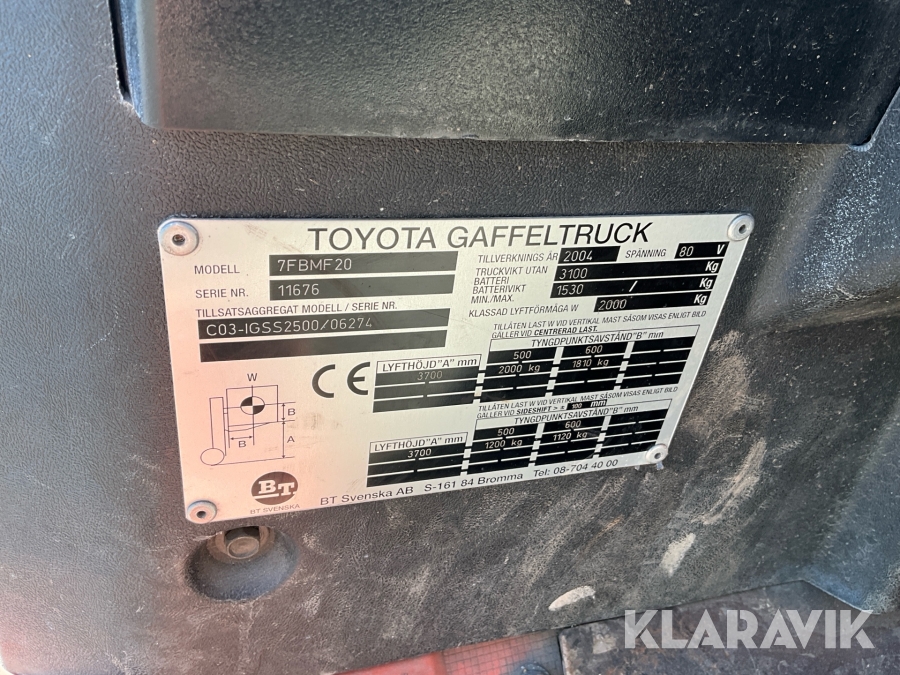 TOYOTA GAFFELTRUCK
MODELL 7FBMF20
SERIE NR. 11676
TILLSATSAGGREGAT MODELL / SERIE NR.
C03-IGSS2500/06274
TILLVERKNINGS ÅR 2004 SPÄNNING 80 V
TRUCKVIKT UTAN BATTERI 3100 Kg
BATTERIVIKT MIN./MAX. 1530 / Kg
KLASSAD LYFTFÖRMÅGA W 2000 Kg
TILLÅTEN LAST W VID VERTIKAL MAST SÅSOM VISAS ENLIGT BILD
GÄLLER VID CENTRERAD LAST.
TYNGDPUNKTSAVSTÅND "B" mm
LYFTHÖJD "A" mm 500 600
3700 2000 kg 1810 kg
TILLÅTEN LAST W VID VERTIKAL MAST SÅSOM VISAS ENLIGT BILD
GÄLLER VID SIDESHIFT > ± 100 mm
TYNGDPUNKTSAVSTÅND "B" mm
LYFTHÖJD "A" mm 500 600
3700 1200 kg 1120 kg
CE
W
B
B
A
BT
BT SVENSKA
BT Svenska AB S-161 84 Bromma Tel: 08-704 40 00
KLARAVIK